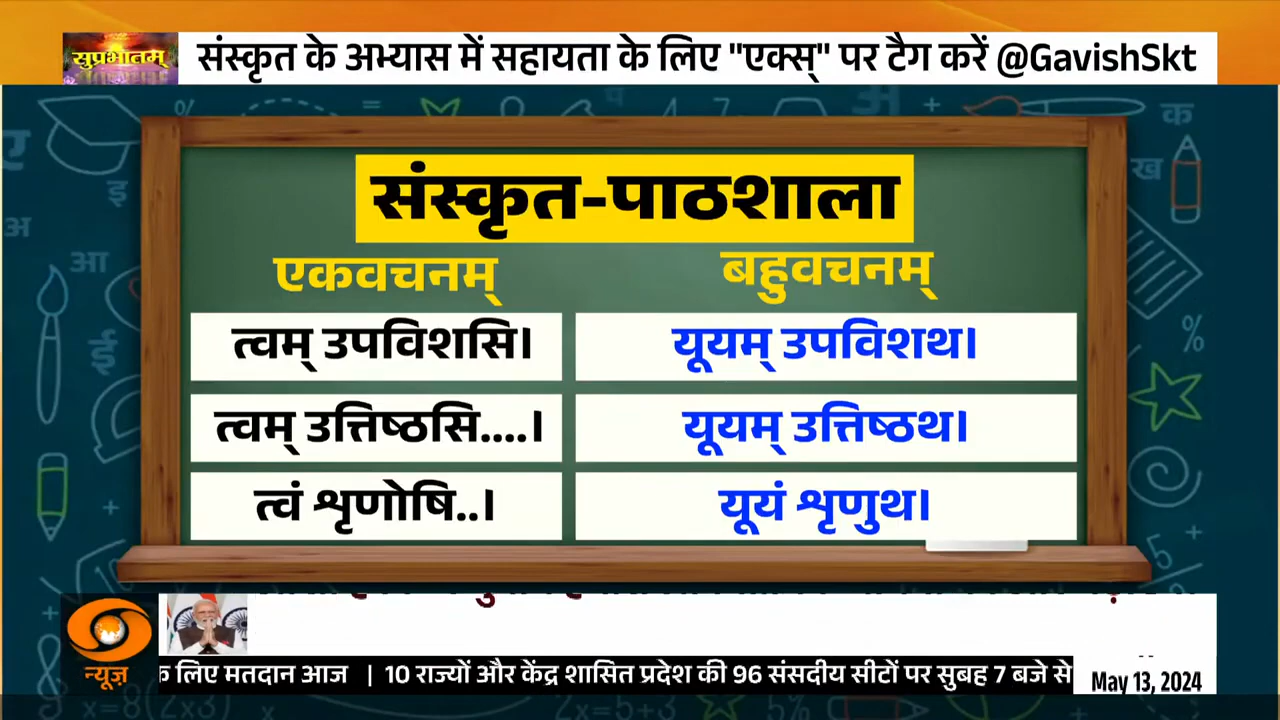 सुप्रभातम्
संस्कृत के अभ्यास में सहायता के लिए "एक्स्" पर टैग करें @GavishSkt
संस्कृत-पाठशाला
एकवचनम् बहुवचनम्
त्वम् उपविशसि। यूयम् उपविशथ।
त्वम् उत्तिष्ठसि....। यूयम् उत्तिष्ठथ।
त्वं शृणोषि..। यूयं शृणुथ।
न्यूज़
के लिए मतदान आज | 10 राज्यों और केंद्र शासित प्रदेश की 96 संसदीय सीटों पर सुबह 7 बजे से
May 13, 2024